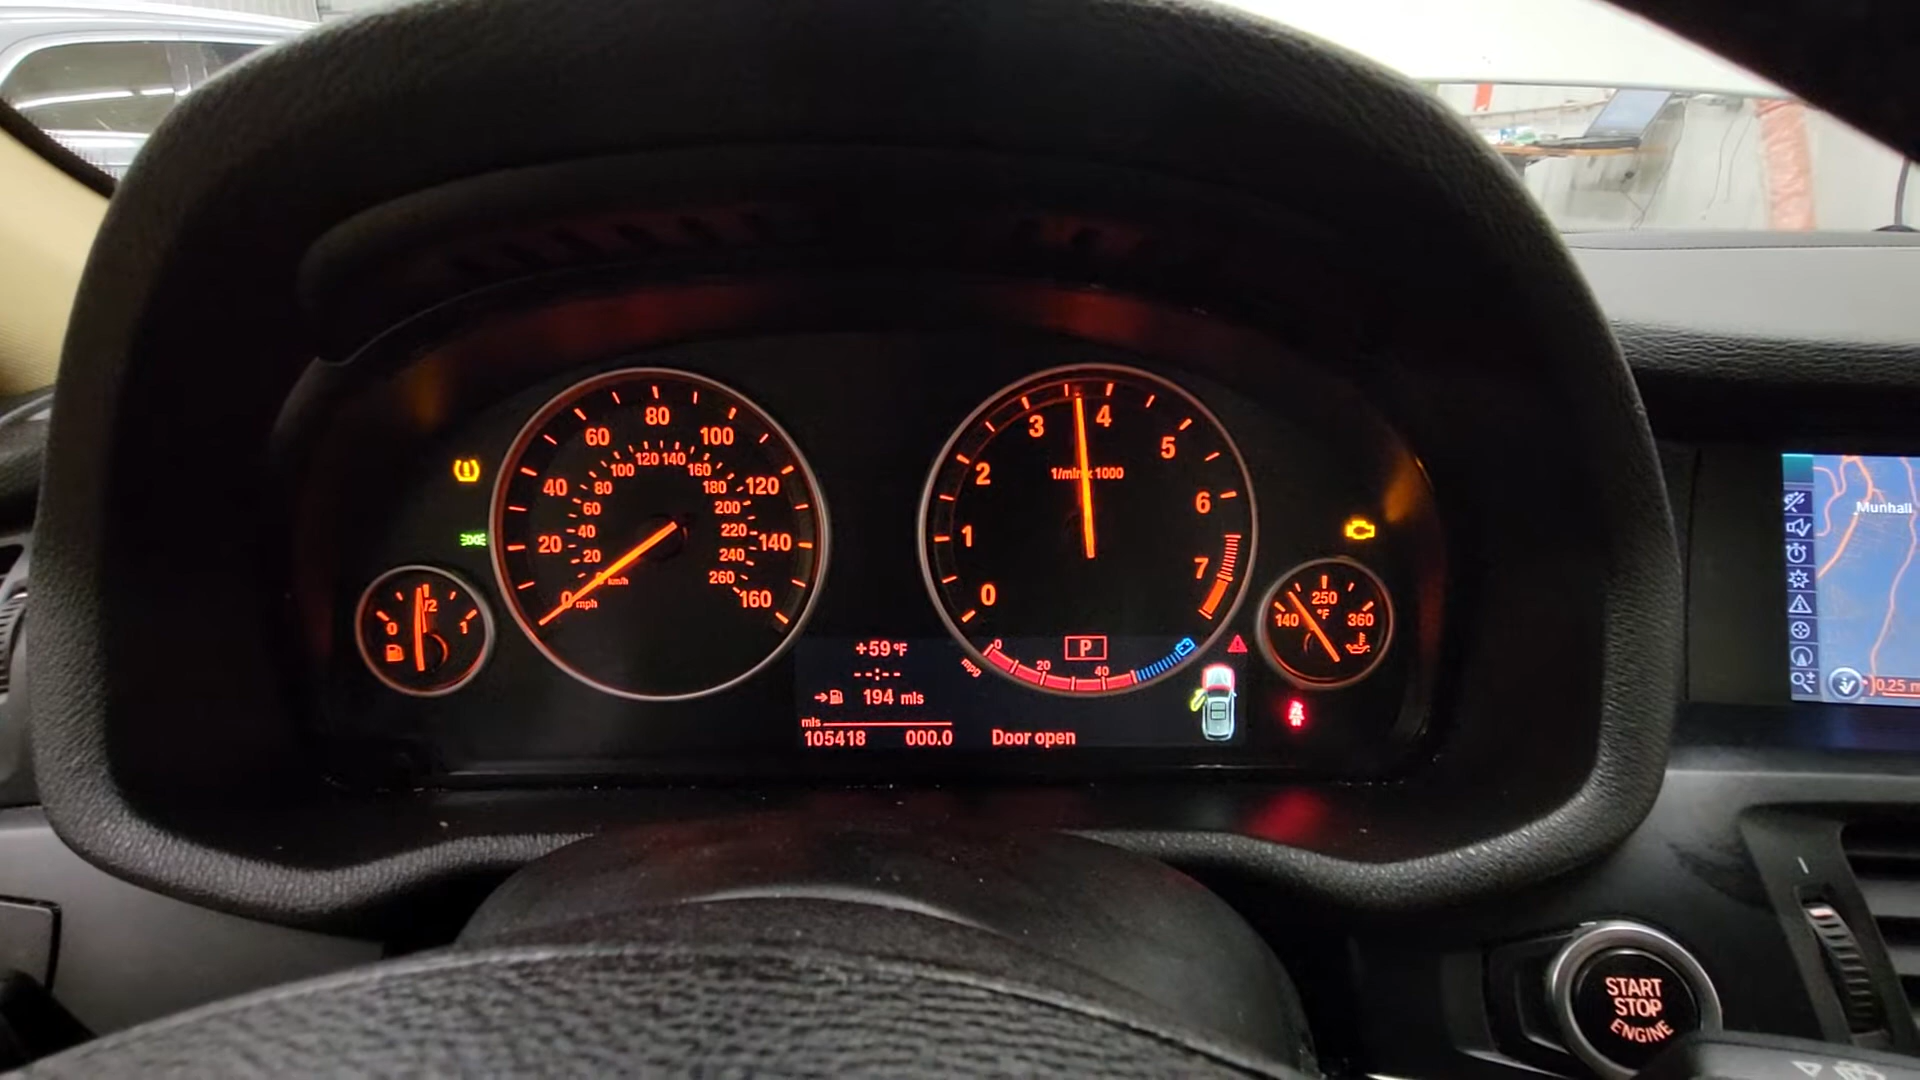 80
60
100
40
120
20
140
0 mph
160
120 140
100
160
80
180
60
200
40
220
20
240
0 km/h
260
0
1/2
1
3
4
2
5
1/min x 1000
1
6
0
7
P
mpg
0
20
40
250
140
°F
360
+59 °F
--:--
194 mls
mls
105418 000.0
Door open
Munhall
0.25 m
START
STOP
ENGINE